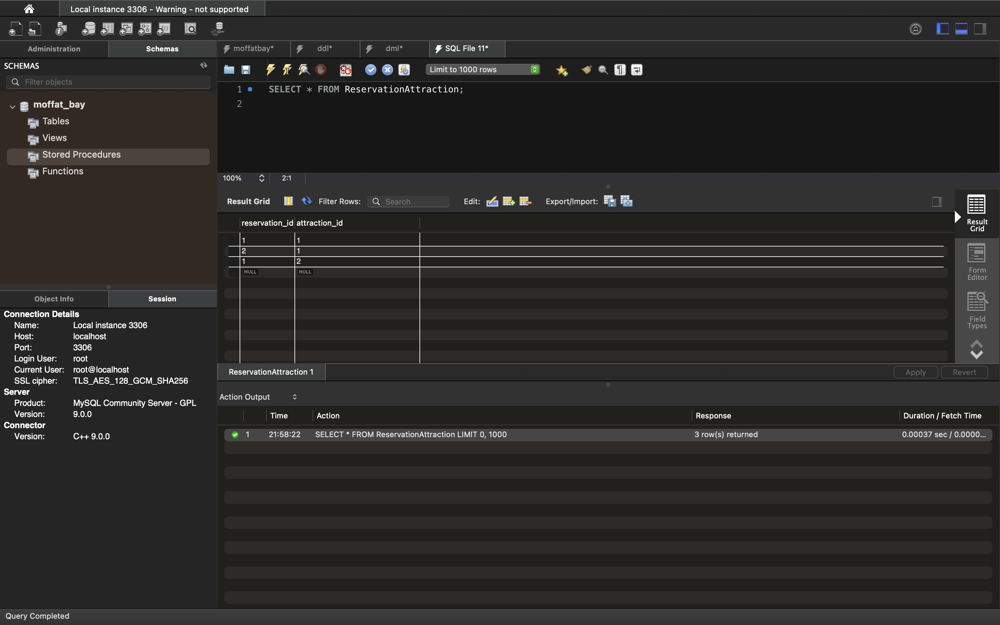 Local instance 3306 - Warning - not supported
Administration
Schemas
moffatbay*
ddl*
dml*
SQL File 11*
SCHEMAS
Filter objects
Limit to 1000 rows
1 SELECT * FROM ReservationAttraction;
2
moffat_bay
Tables
Views
Stored Procedures
Functions
100%
2:1
Result Grid
Filter Rows:
Search
Edit:
Export/Import:
reservation_id attraction_id
1 1
2 1
1 2
NULL NULL
Result
Grid
Form
Editor
Field
Types
Object Info
Session
Connection Details
Name: Local instance 3306
Host: localhost
Port: 3306
Login User: root
Current User: root@localhost
SSL cipher: TLS_AES_128_GCM_SHA256
Server
Product: MySQL Community Server - GPL
Version: 9.0.0
Connector
Version: C++ 9.0.0
ReservationAttraction 1
Apply
Revert
Action Output
Time Action Response Duration / Fetch Time
1 21:58:22 SELECT * FROM ReservationAttraction LIMIT 0, 1000 3 row(s) returned 0.00037 sec / 0.0000...
Query Completed